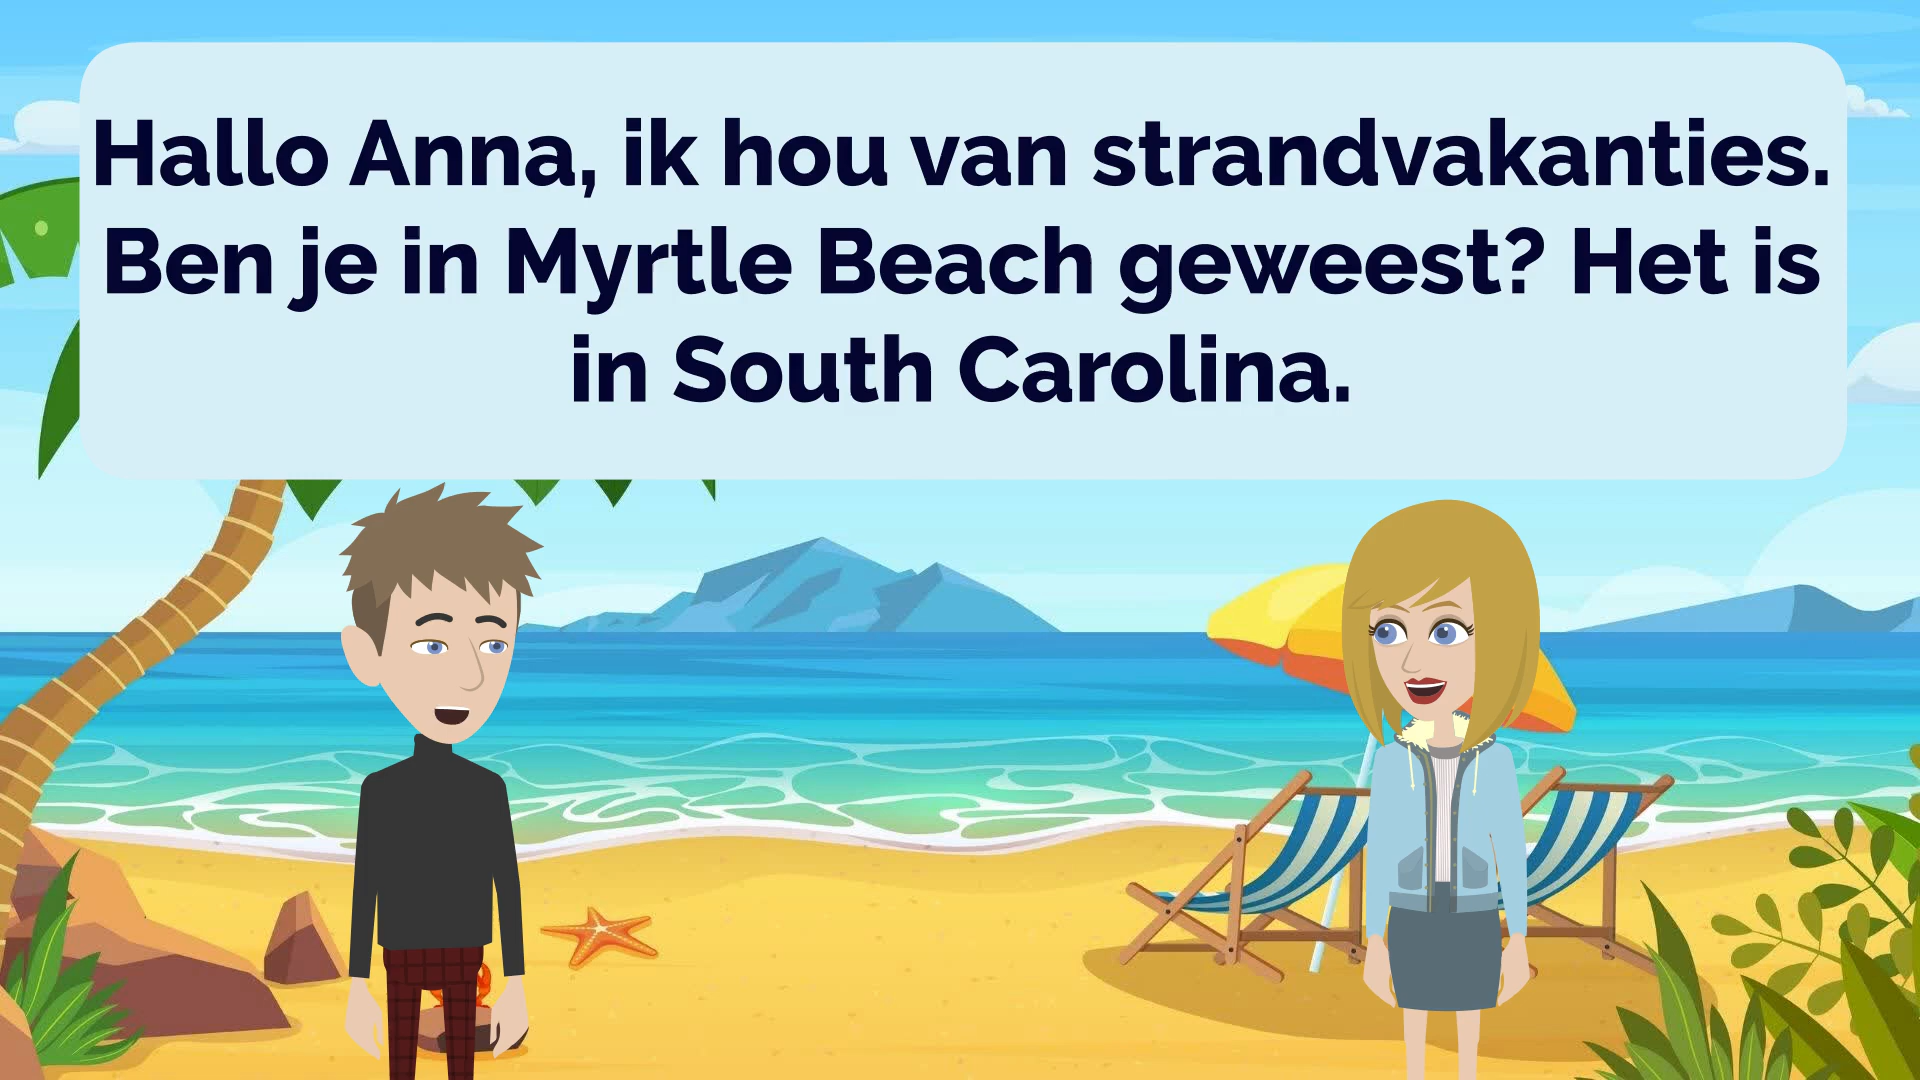 Hallo Anna, ik hou van strandvakanties.
Ben je in Myrtle Beach geweest? Het is
in South Carolina.